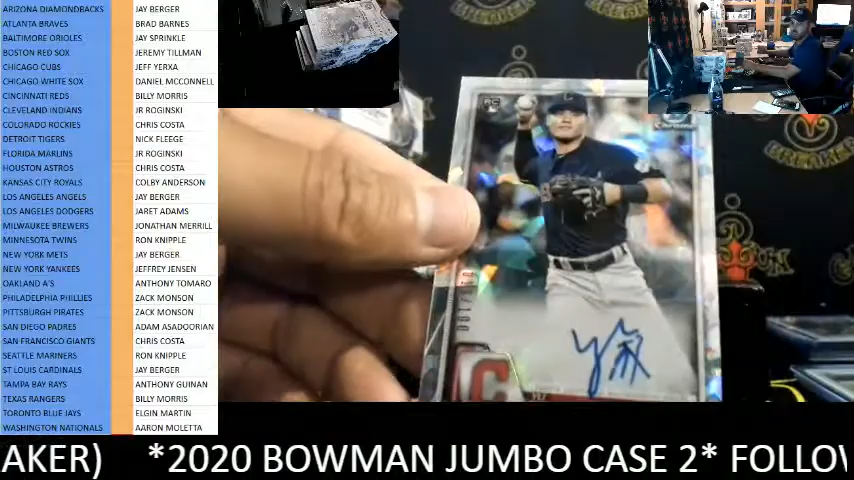 ARIZONA DIAMONDBACKS JAY BERGER
ATLANTA BRAVES BRAD BARNES
BALTIMORE ORIOLES JAY SPRINKLE
BOSTON RED SOX JEREMY TILLMAN
CHICAGO CUBS JEFF YERXA
CHICAGO WHITE SOX DANIEL MCCONNELL
CINCINNATI REDS BILLY MORRIS
CLEVELAND INDIANS JR ROGINSKI
COLORADO ROCKIES CHRIS COSTA
DETROIT TIGERS NICK FLEEGE
FLORIDA MARLINS JR ROGINSKI
HOUSTON ASTROS CHRIS COSTA
KANSAS CITY ROYALS COLBY ANDERSON
LOS ANGELES ANGELS JAY BERGER
LOS ANGELES DODGERS JARET ADAMS
MILWAUKEE BREWERS JONATHAN MERRILL
MINNESOTA TWINS RON KNIPPLE
NEW YORK METS JAY BERGER
NEW YORK YANKEES JEFFREY JENSEN
OAKLAND A'S ANTHONY TOMARO
PHILADELPHIA PHILLIES ZACK MONSON
PITTSBURGH PIRATES ZACK MONSON
SAN DIEGO PADRES ADAM ASADOORIAN
SAN FRANCISCO GIANTS CHRIS COSTA
SEATTLE MARINERS RON KNIPPLE
ST LOUIS CARDINALS JAY BERGER
TAMPA BAY RAYS ANTHONY GUINAN
TEXAS RANGERS BILLY MORRIS
TORONTO BLUE JAYS ELGIN MARTIN
WASHINGTON NATIONALS AARON MOLETTA
RC
Chrome
C
BREAKER
AKER) *2020 BOWMAN JUMBO CASE 2* FOLLOW